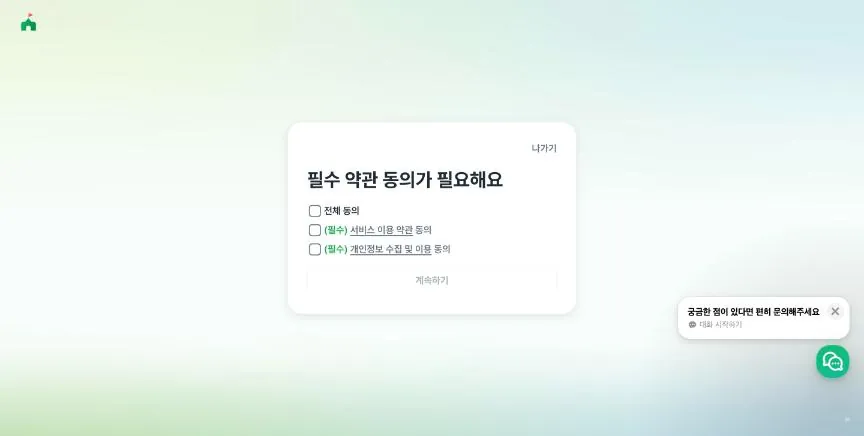 나가기
필수 약관 동의가 필요해요
전체 동의
(필수) 서비스 이용 약관 동의
(필수) 개인정보 수집 및 이용 동의
계속하기
궁금한 점이 있다면 편히 문의해주세요
대화 시작하기